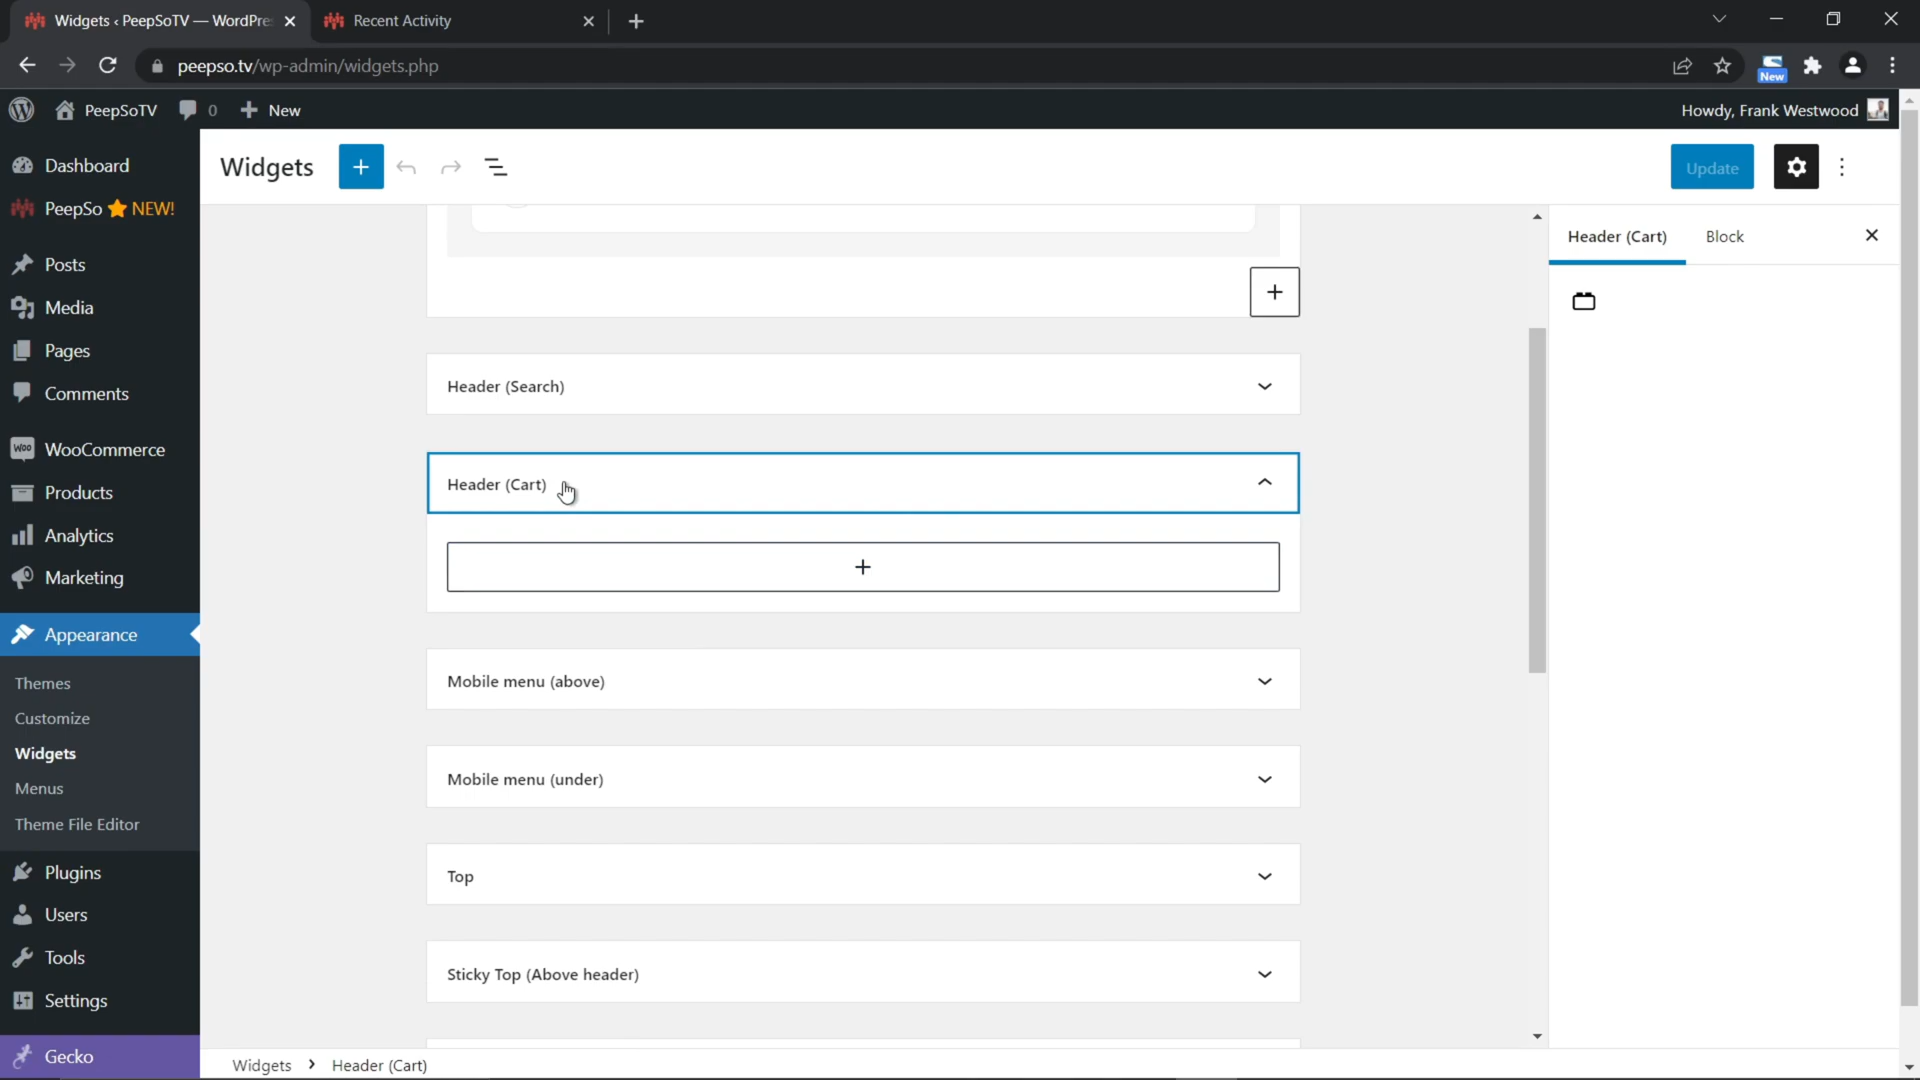 Widgets ‹ PeepSoTV — WordPre
Recent Activity
peepso.tv/wp-admin/widgets.php
New
PeepSoTV
0
New
Howdy, Frank Westwood
Dashboard
PeepSo NEW!
Posts
Media
Pages
Comments
Woo
WooCommerce
Products
Analytics
Marketing
Appearance
Themes
Customize
Widgets
Menus
Theme File Editor
Plugins
Users
Tools
Settings
Gecko
Widgets
Update
Header (Search)
Header (Cart)
Mobile menu (above)
Mobile menu (under)
Top
Sticky Top (Above header)
Header (Cart)
Block
Widgets › Header (Cart)